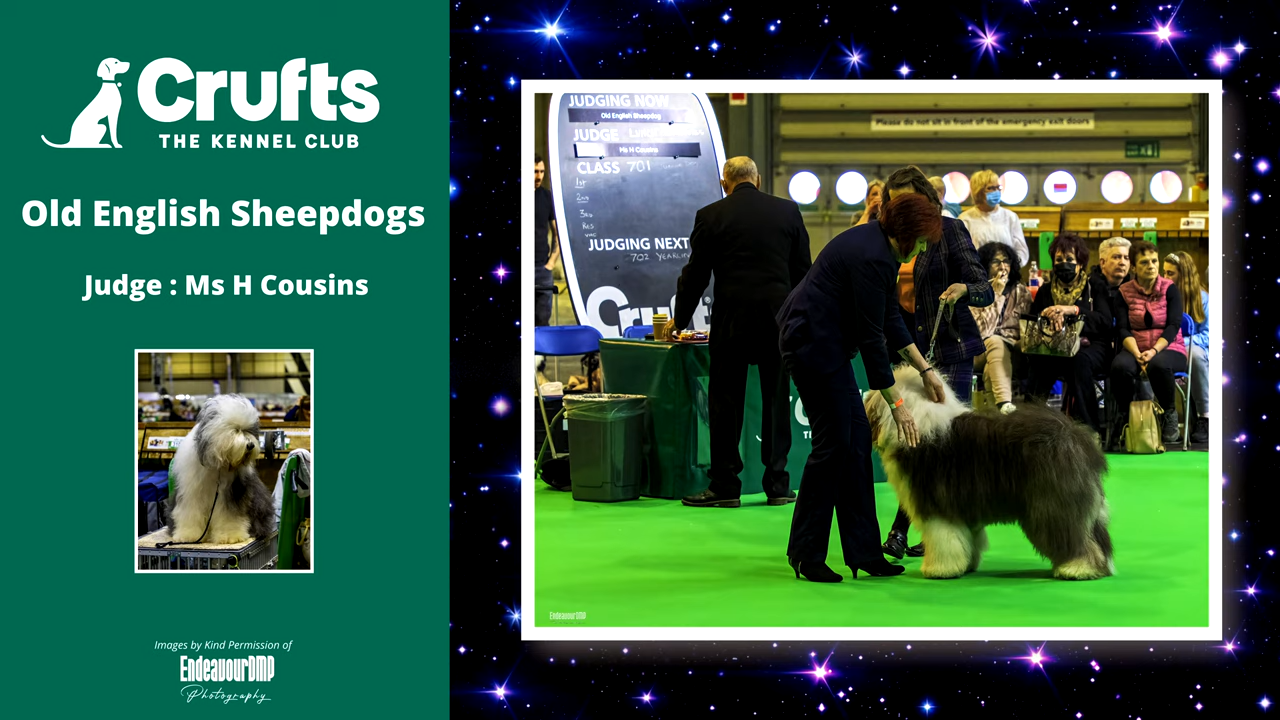 Crufts
THE KENNEL CLUB
Old English Sheepdogs
Judge : Ms H Cousins
Images by Kind Permission of
EndeavourDMP
Photography
JUDGING NOW
Old English Sheepdog
JUDGE
Ms H Cousins
CLASS 701
1st
2nd
3rd
Res
vhc
JUDGING NEXT
702 YEARLIN
Crufts
Please do not sit in front of the emergency exit doors
EndeavourDMP